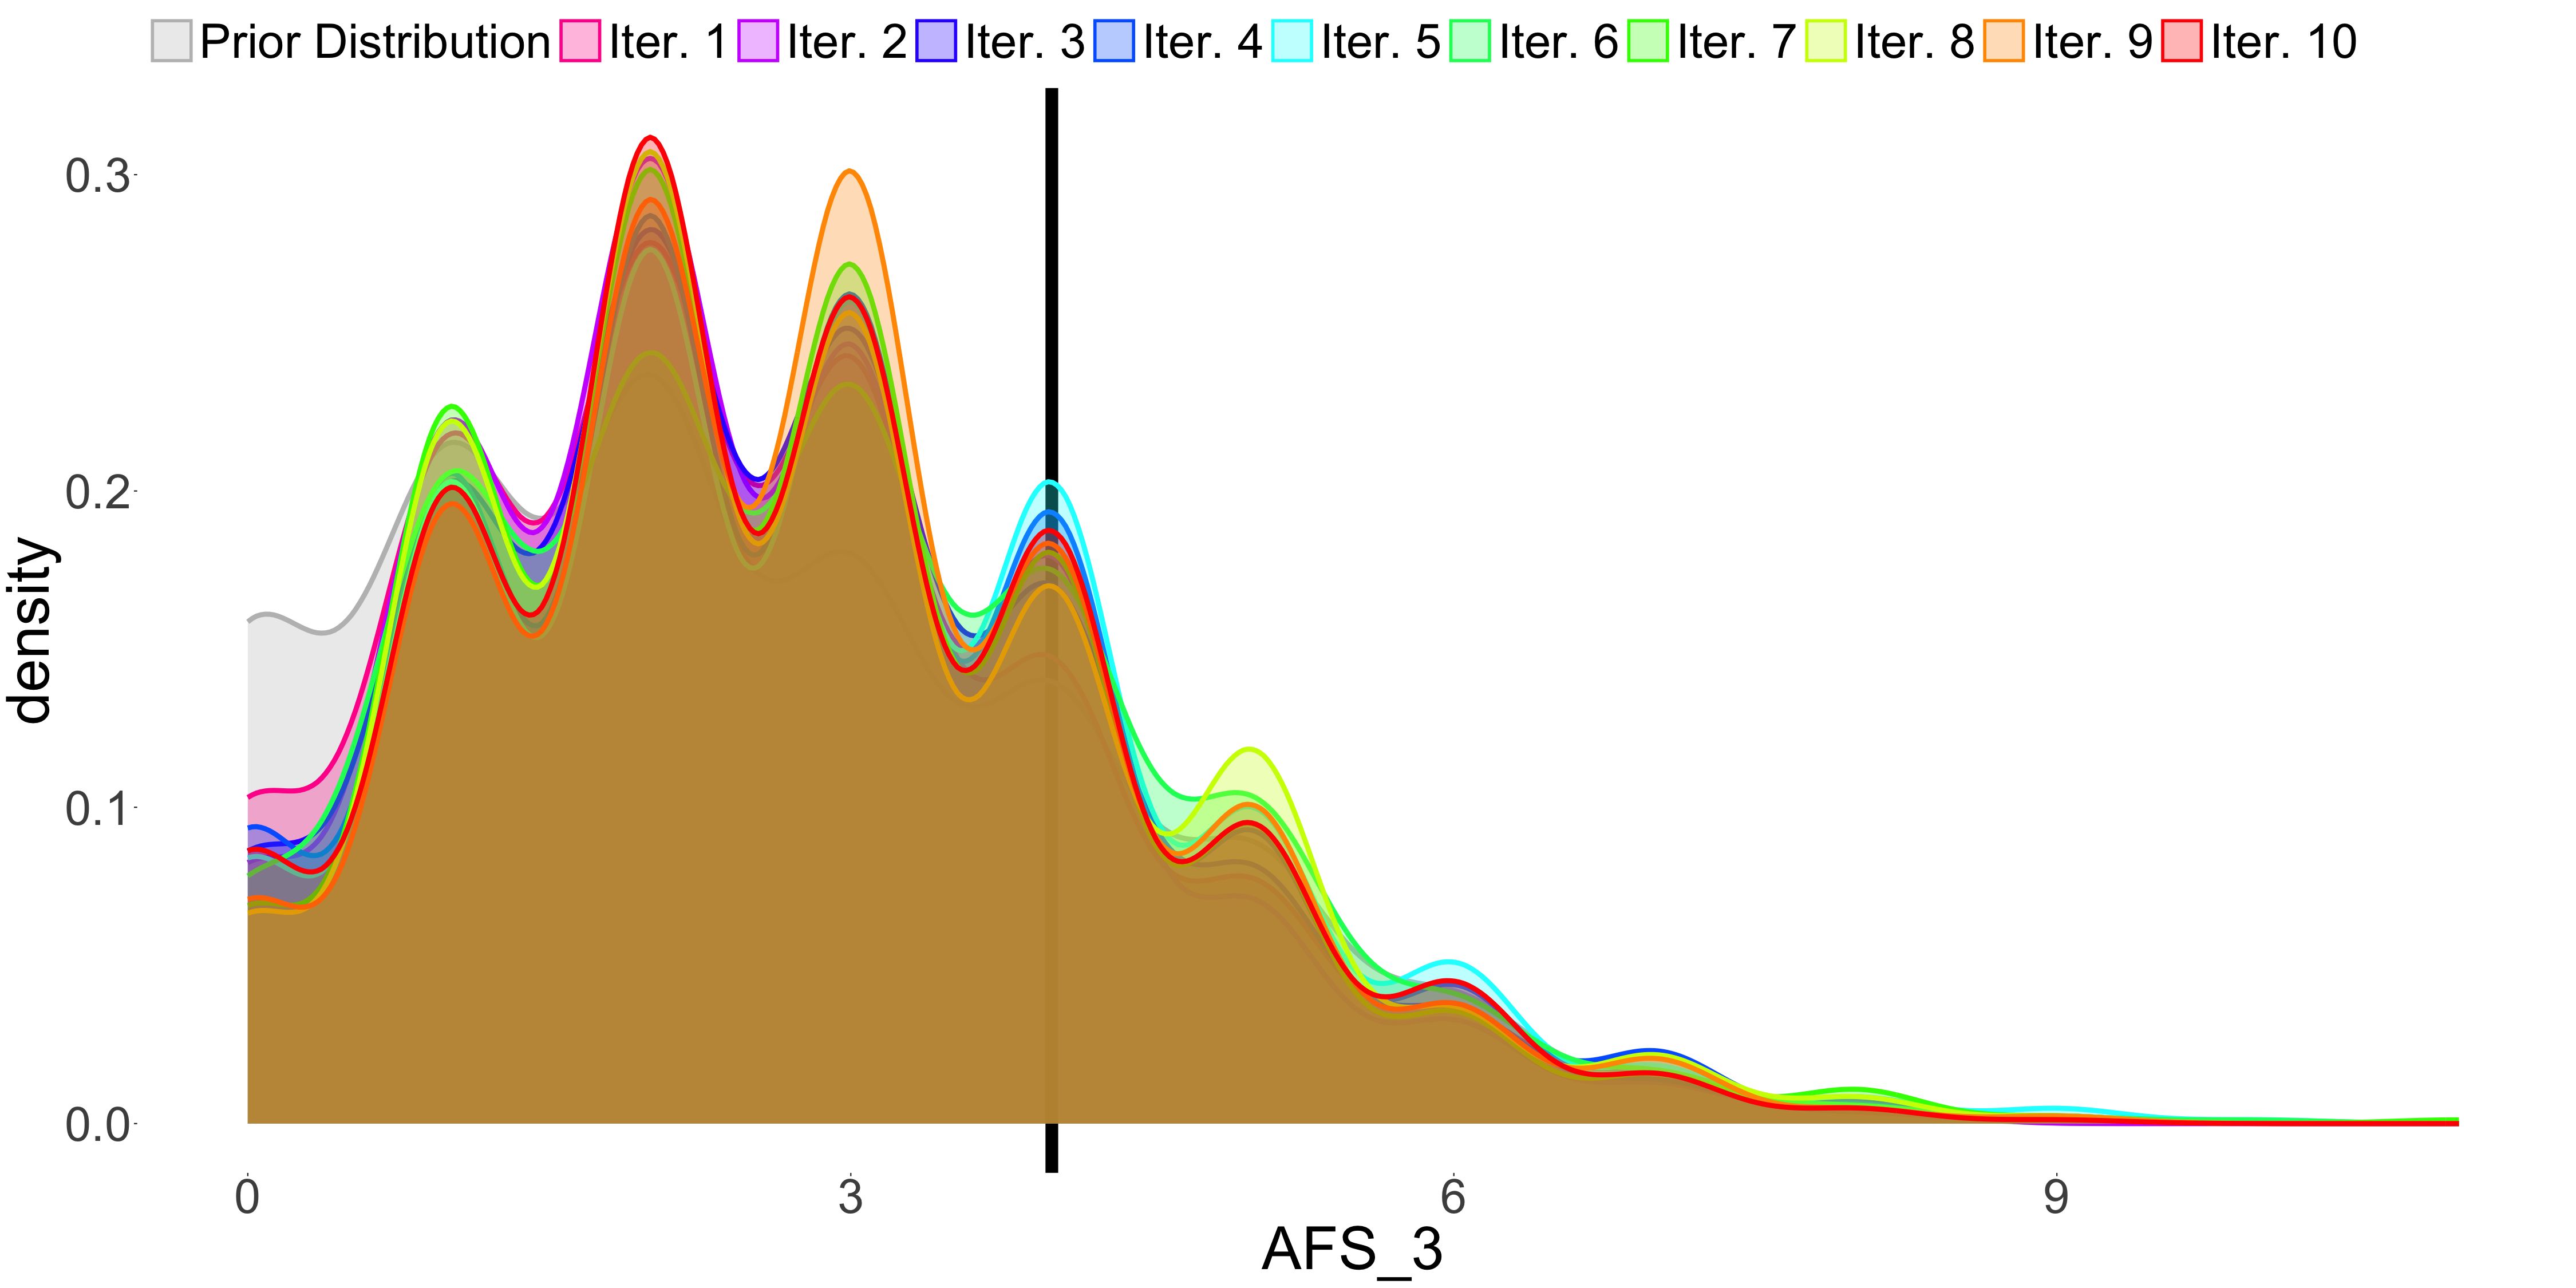 Prior Distribution Iter. 1 Iter. 2 Iter. 3 Iter. 4 Iter. 5 Iter. 6 Iter. 7 Iter. 8 Iter. 9 Iter. 10
density
0.3
0.2
0.1
0.0
0 3 6 9
AFS_3